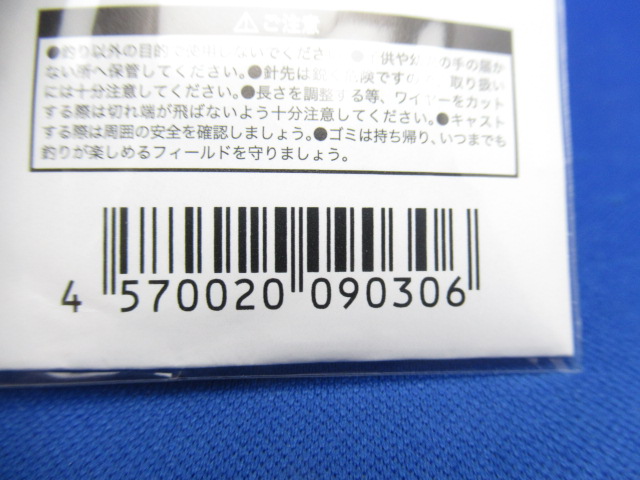 ⚠ご注意
●釣り以外の目的で使用しないでください。●子供や幼児の手の届か
ない所へ保管してください。●針先は鋭く危険ですので、取り扱い
には十分注意してください。●長さを調整する等、ワイヤーをカット
する際は切れ端が飛ばないよう十分注意してください。●キャスト
する際は周囲の安全を確認しましょう。●ゴミは持ち帰り、いつまでも
釣りが楽しめるフィールドを守りましょう。
4 570020 090306